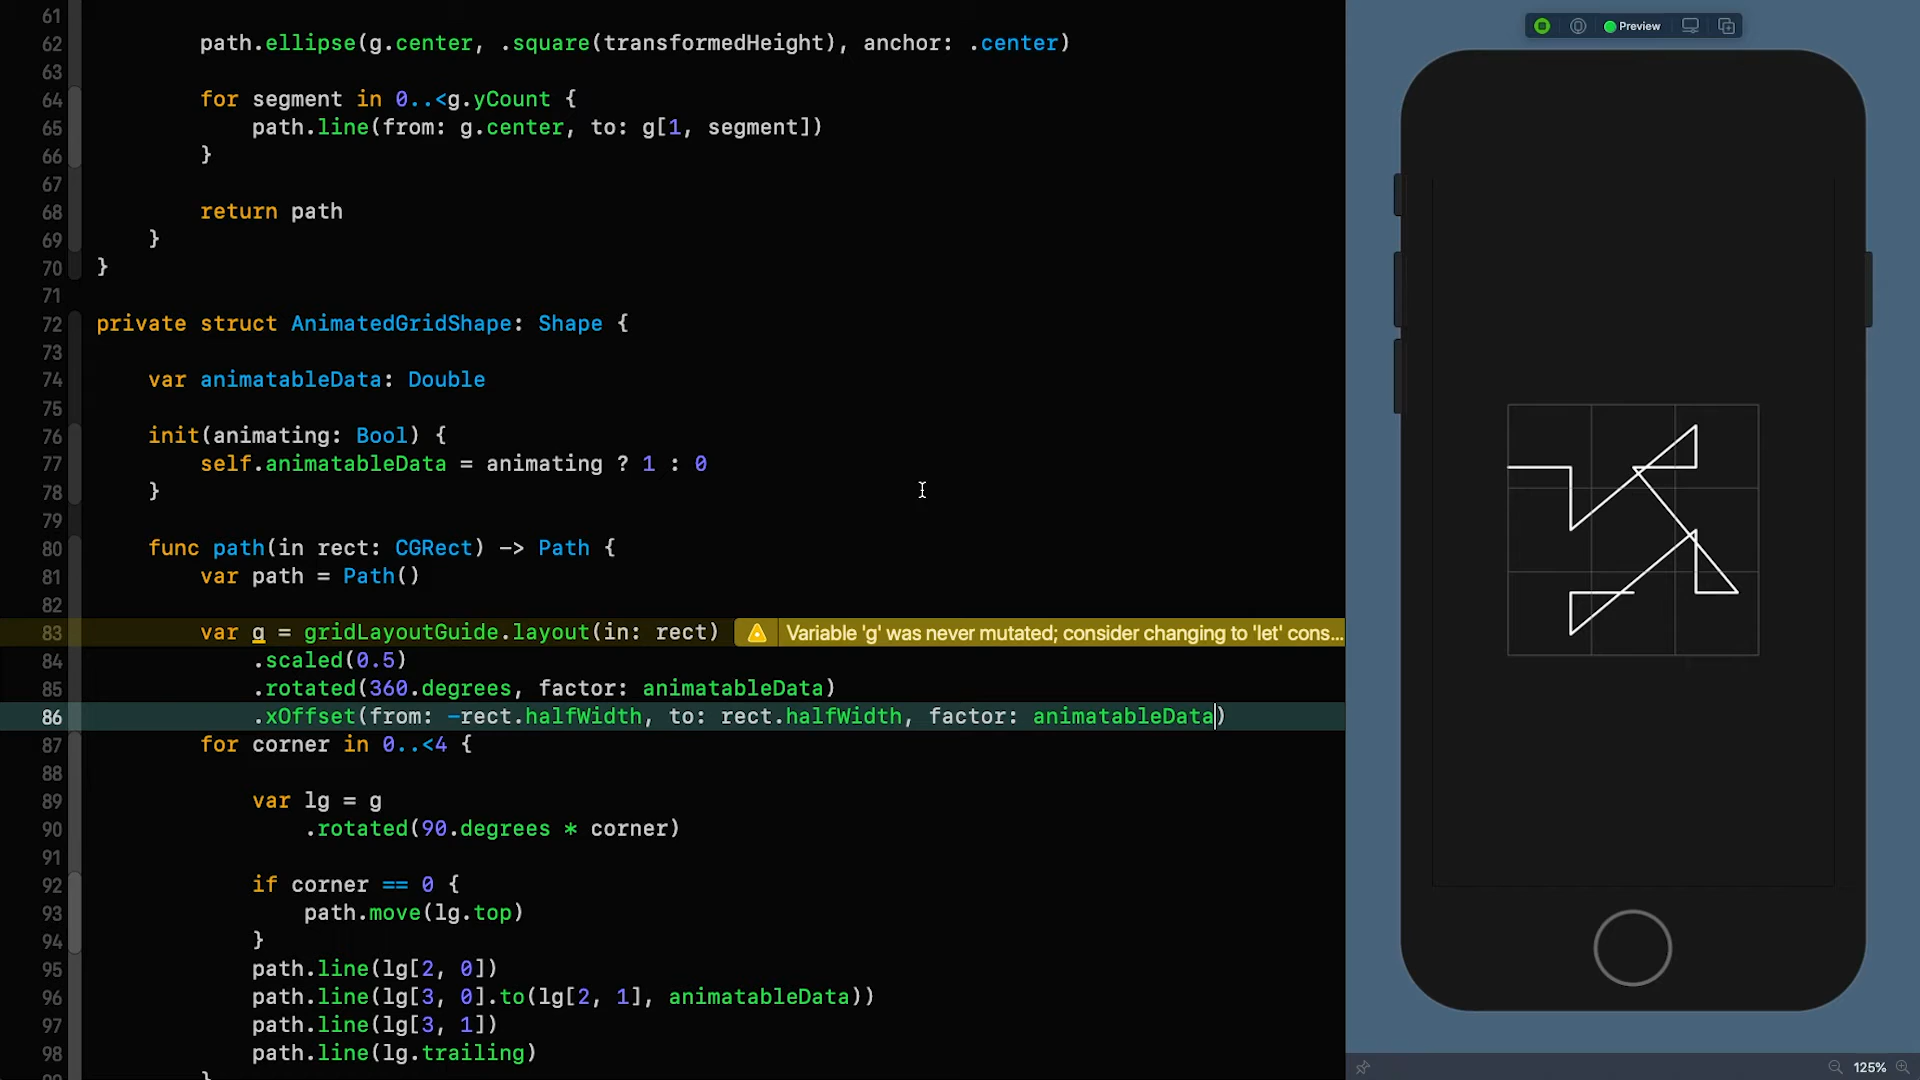 61
62 path.ellipse(g.center, .square(transformedHeight), anchor: .center)
63
64 for segment in 0..<g.yCount {
65 path.line(from: g.center, to: g[1, segment])
66 }
67
68 return path
69 }
70 }
71
72 private struct AnimatedGridShape: Shape {
73
74 var animatableData: Double
75
76 init(animating: Bool) {
77 self.animatableData = animating ? 1 : 0
78 }
79
80 func path(in rect: CGRect) -> Path {
81 var path = Path()
82
83 var g = gridLayoutGuide.layout(in: rect) Variable 'g' was never mutated; consider changing to 'let' cons...
84 .scaled(0.5)
85 .rotated(360.degrees, factor: animatableData)
86 .xOffset(from: -rect.halfWidth, to: rect.halfWidth, factor: animatableData)
87 for corner in 0..<4 {
88
89 var lg = g
90 .rotated(90.degrees * corner)
91
92 if corner == 0 {
93 path.move(lg.top)
94 }
95 path.line(lg[2, 0])
96 path.line(lg[3, 0].to(lg[2, 1], animatableData))
97 path.line(lg[3, 1])
98 path.line(lg.trailing)
Preview
125%